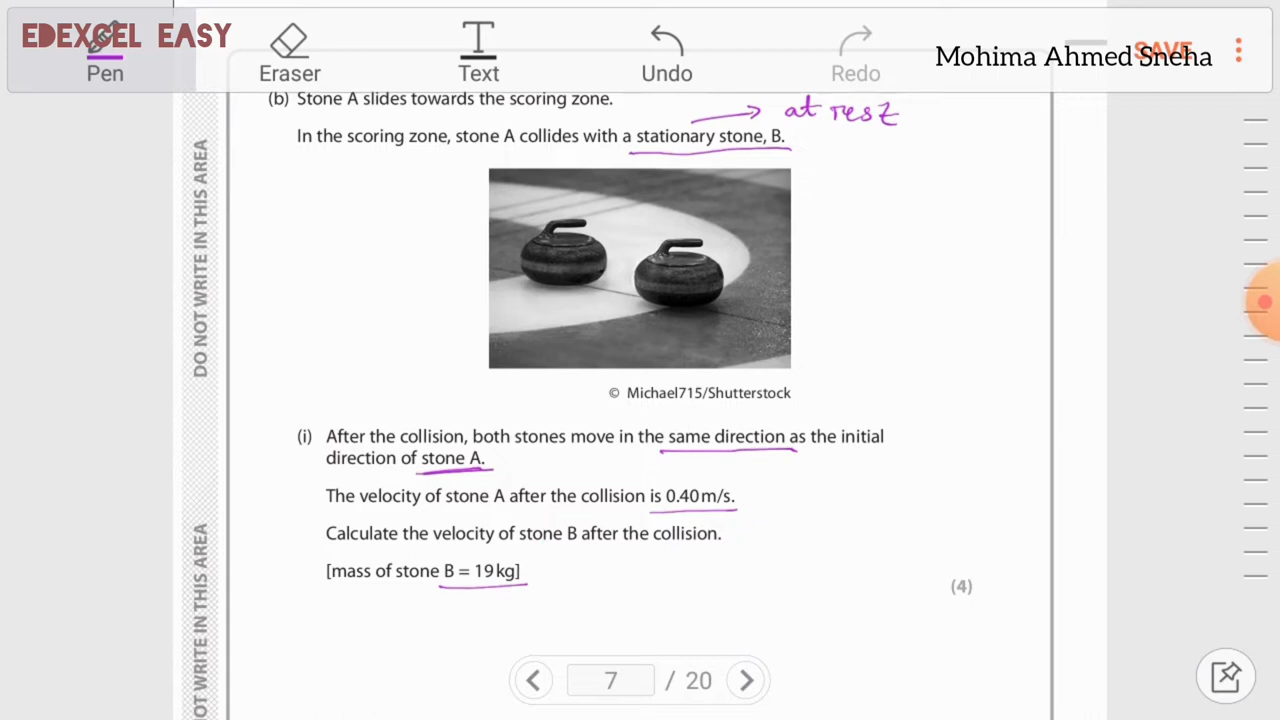 EDEXCEL EASY
Pen
Eraser
Text
Undo
Redo
SAVE
Mohima Ahmed Sneha
(b) Stone A slides towards the scoring zone.
at rest
In the scoring zone, stone A collides with a stationary stone, B.
DO NOT WRITE IN THIS AREA
© Michael715/Shutterstock
(i) After the collision, both stones move in the same direction as the initial
direction of stone A.
The velocity of stone A after the collision is 0.40 m/s.
Calculate the velocity of stone B after the collision.
[mass of stone B = 19 kg]
(4)
NOT WRITE IN THIS AREA
7 / 20